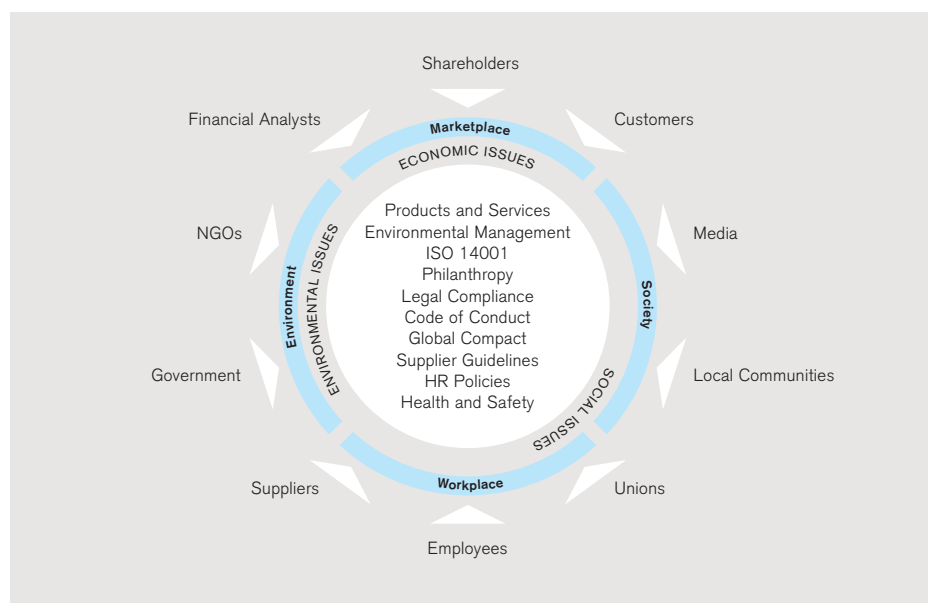 Shareholders
Financial Analysts
Customers
Marketplace
ECONOMIC ISSUES
NGOs
Media
Environment
ENVIRONMENTAL ISSUES
Products and Services
Environmental Management
ISO 14001
Philanthropy
Legal Compliance
Code of Conduct
Global Compact
Supplier Guidelines
HR Policies
Health and Safety
Society
SOCIAL ISSUES
Government
Local Communities
Workplace
Suppliers
Unions
Employees